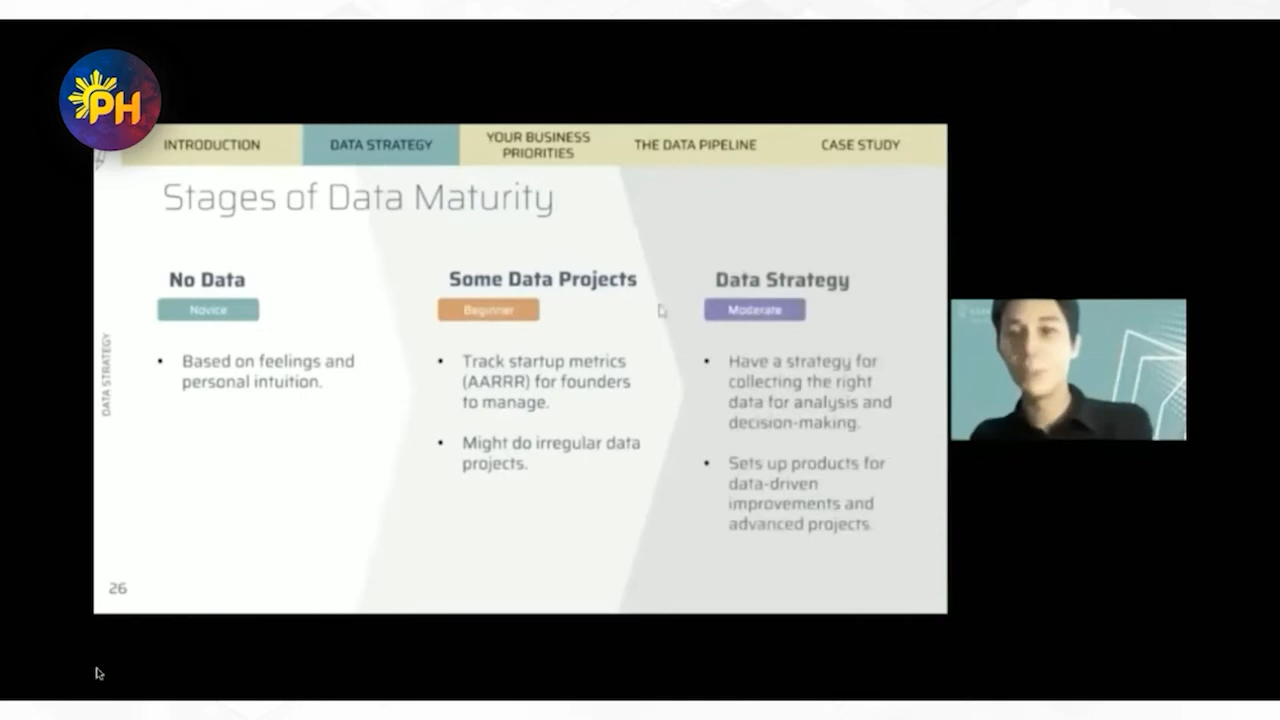 PH
INTRODUCTION
DATA STRATEGY
YOUR BUSINESS
PRIORITIES
THE DATA PIPELINE
CASE STUDY
Stages of Data Maturity
No Data
Novice
Based on feelings and
personal intuition.
Some Data Projects
Beginner
• Track startup metrics
(AARRR) for founders
to manage.
• Might do irregular data
projects.
Data Strategy
Moderate
• Have a strategy for
collecting the right
data for analysis and
decision-making.
• Sets up products for
data-driven
improvements and
advanced projects.
DATA STRATEGY
26